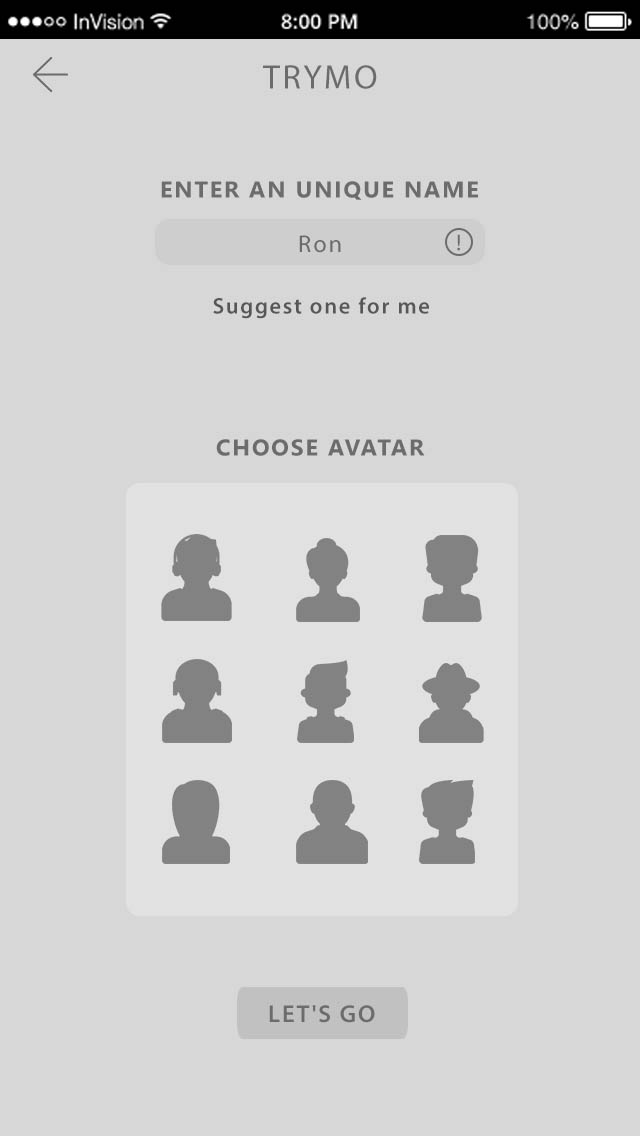 InVision 8:00 PM 100%
TRYMO
ENTER AN UNIQUE NAME
Ron
Suggest one for me
CHOOSE AVATAR
LET'S GO